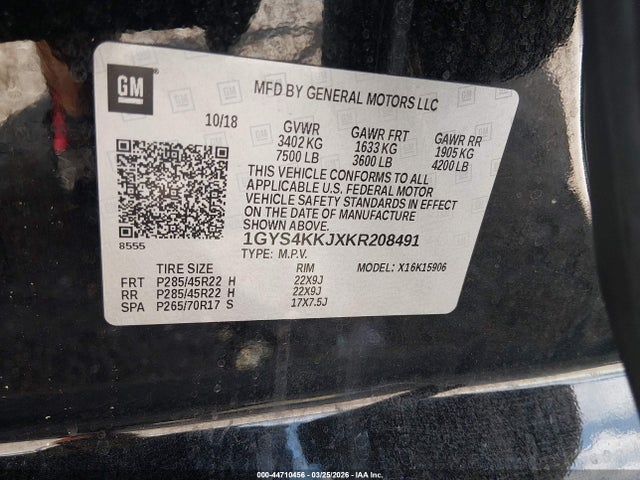 GM
MFD BY GENERAL MOTORS LLC
10/18 GVWR GAWR FRT GAWR RR
3402 KG 1633 KG 1905 KG
7500 LB 3600 LB 4200 LB
THIS VEHICLE CONFORMS TO ALL
APPLICABLE U.S. FEDERAL MOTOR
VEHICLE SAFETY STANDARDS IN EFFECT
ON THE DATE OF MANUFACTURE
SHOWN ABOVE.
8555
1GYS4KKJXKR208491
TYPE: M.P.V. MODEL: X16K15906
TIRE SIZE RIM
FRT P285/45R22 H 22X9J
RR P285/45R22 H 22X9J
SPA P265/70R17 S 17X7.5J
000-44710456 - 03/25/2026 - IAA Inc.